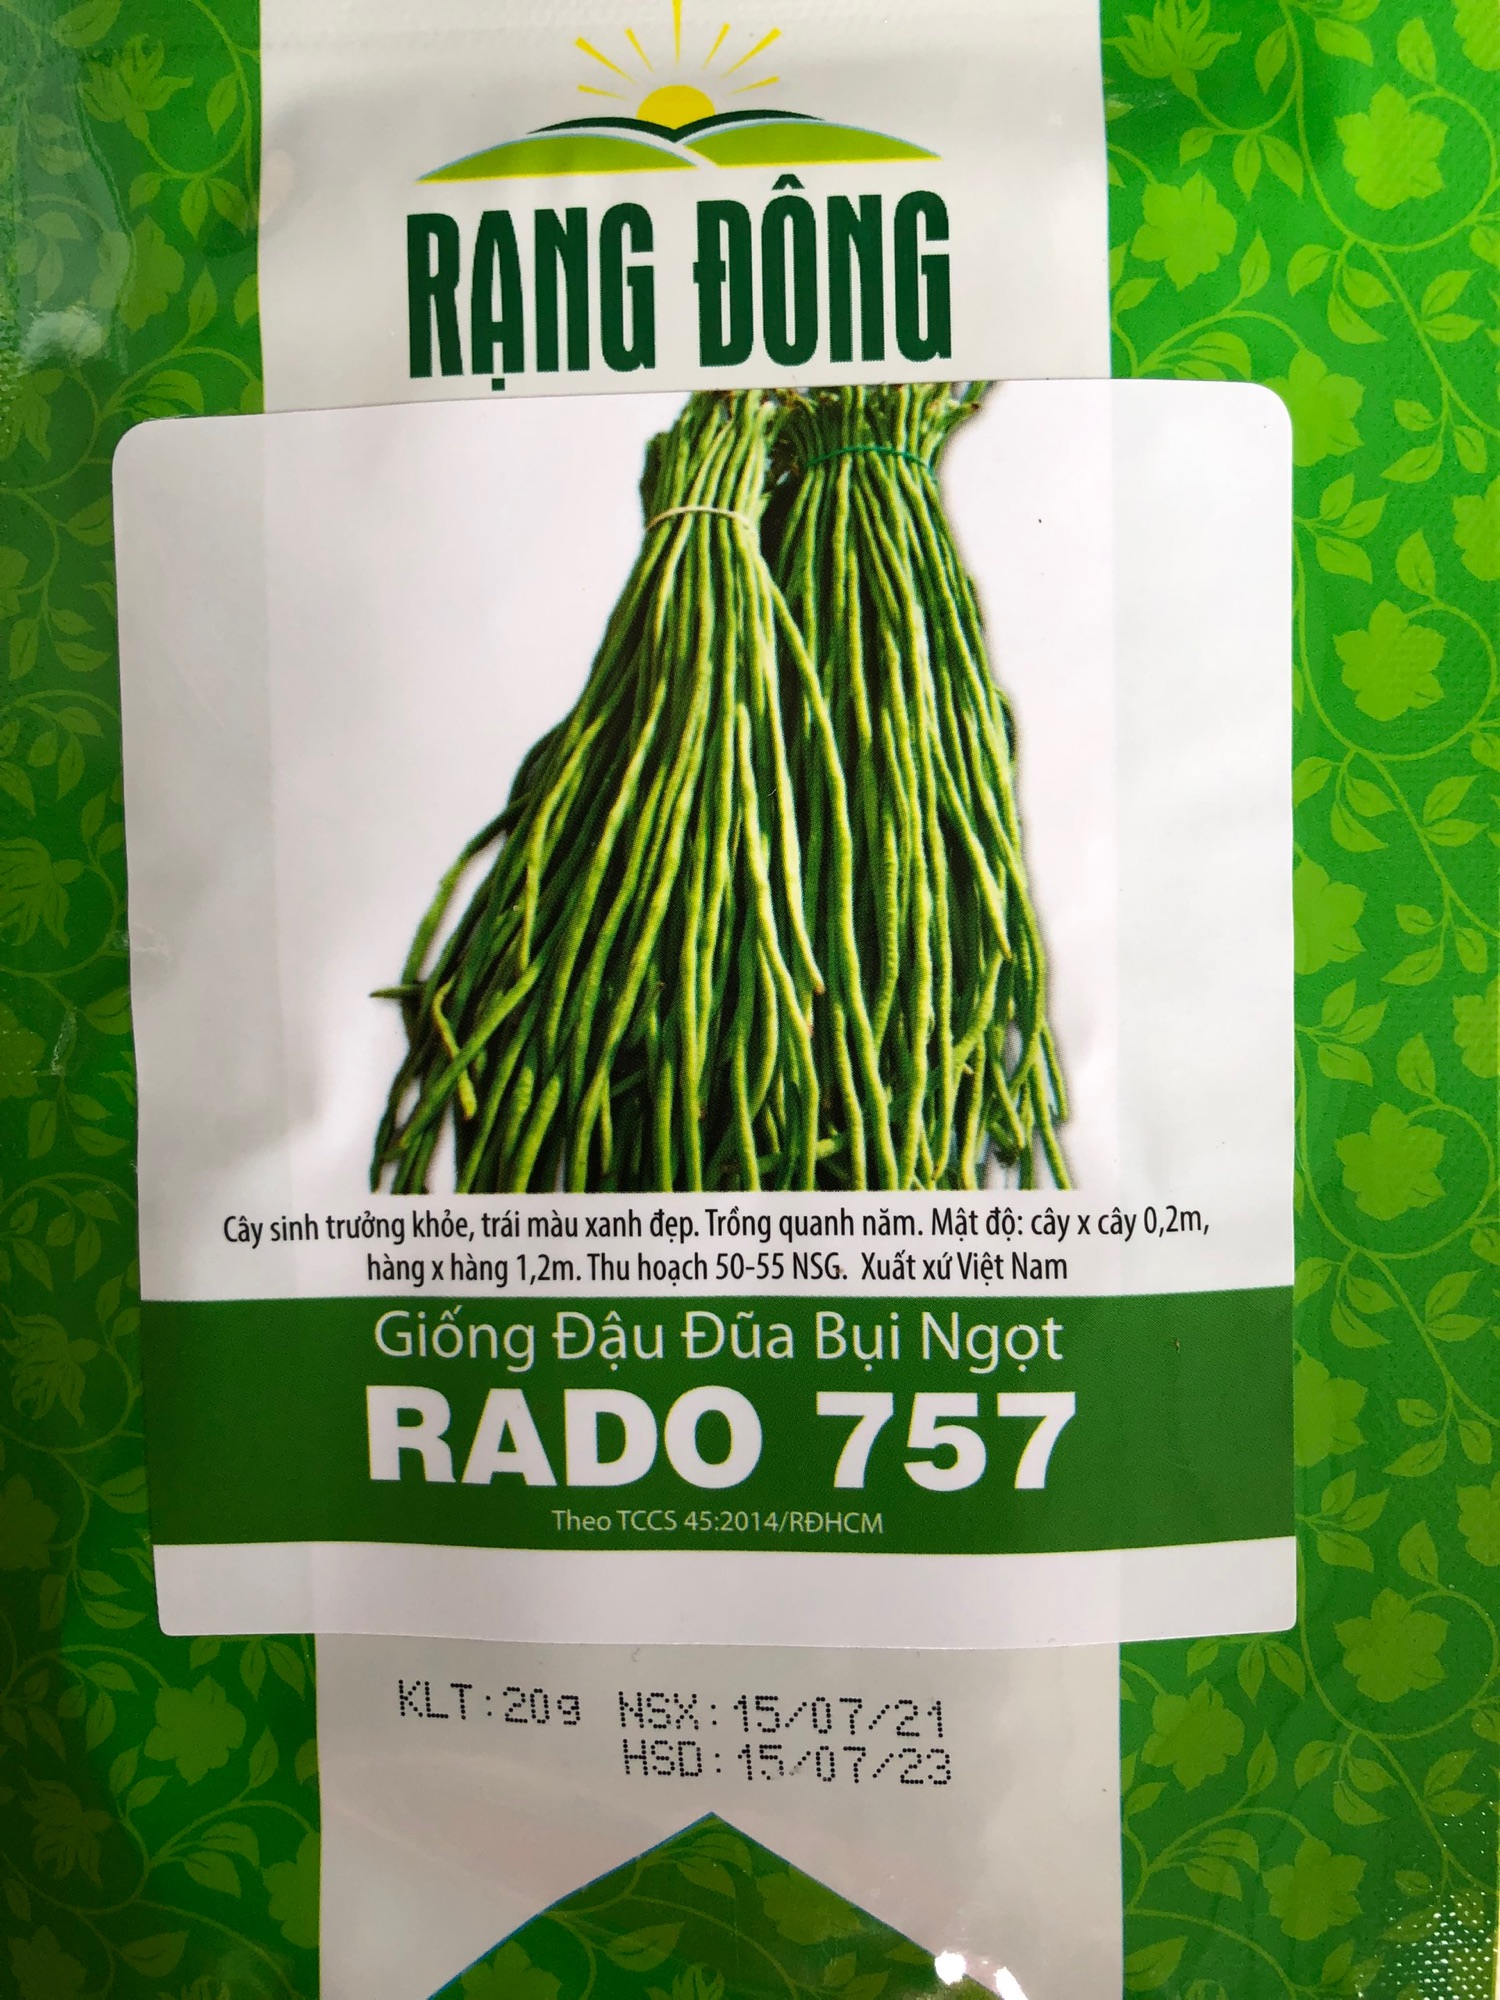 RẠNG ĐÔNG
Cây sinh trưởng khỏe, trái màu xanh đẹp. Trồng quanh năm. Mật độ: cây x cây 0,2m,
hàng x hàng 1,2m. Thu hoạch 50-55 NSG. Xuất xứ Việt Nam
Giống Đậu Đũa Bụi Ngọt
RADO 757
Theo TCCS 45:2014/RĐHCM
KLT:20g NSX:15/07/21
HSD:15/07/23